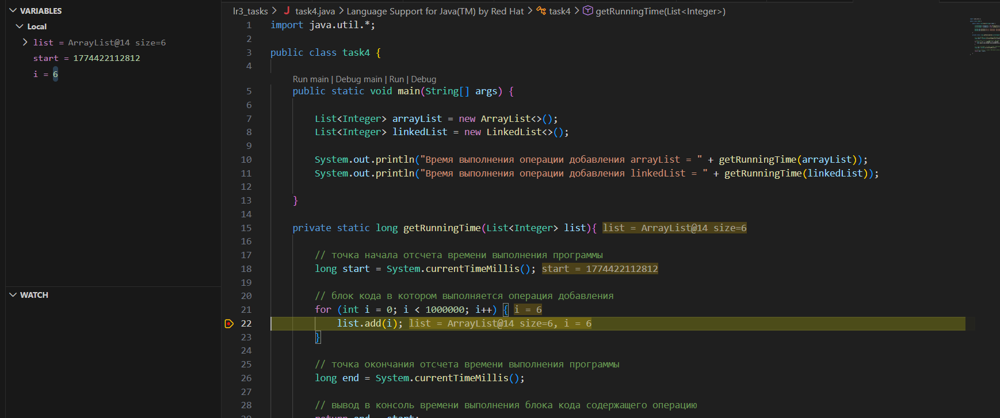 VARIABLES
Local
list = ArrayList@14 size=6
start = 1774422112812
i = 6
WATCH
lr3_tasks > J task4.java > Language Support for Java(TM) by Red Hat > task4 > getRunningTime(List<Integer>)
1 import java.util.*;
2
3 public class task4 {
4
Run main | Debug main | Run | Debug
5 public static void main(String[] args) {
6
7 List<Integer> arrayList = new ArrayList<>();
8 List<Integer> linkedList = new LinkedList<>();
9
10 System.out.println("Время выполнения операции добавления arrayList = " + getRunningTime(arrayList));
11 System.out.println("Время выполнения операции добавления linkedList = " + getRunningTime(linkedList));
12
13 }
14
15 private static long getRunningTime(List<Integer> list){ list = ArrayList@14 size=6
16
17 // точка начала отсчета времени выполнения программы
18 long start = System.currentTimeMillis(); start = 1774422112812
19
20 // блок кода в котором выполняется операция добавления
21 for (int i = 0; i < 1000000; i++) { i = 6
22 list.add(i); list = ArrayList@14 size=6, i = 6
23 }
24
25 // точка окончания отсчета времени выполнения программы
26 long end = System.currentTimeMillis();
27
28 // вывод в консоль времени выполнения блока кода содержащего операцию
29 return end - start;